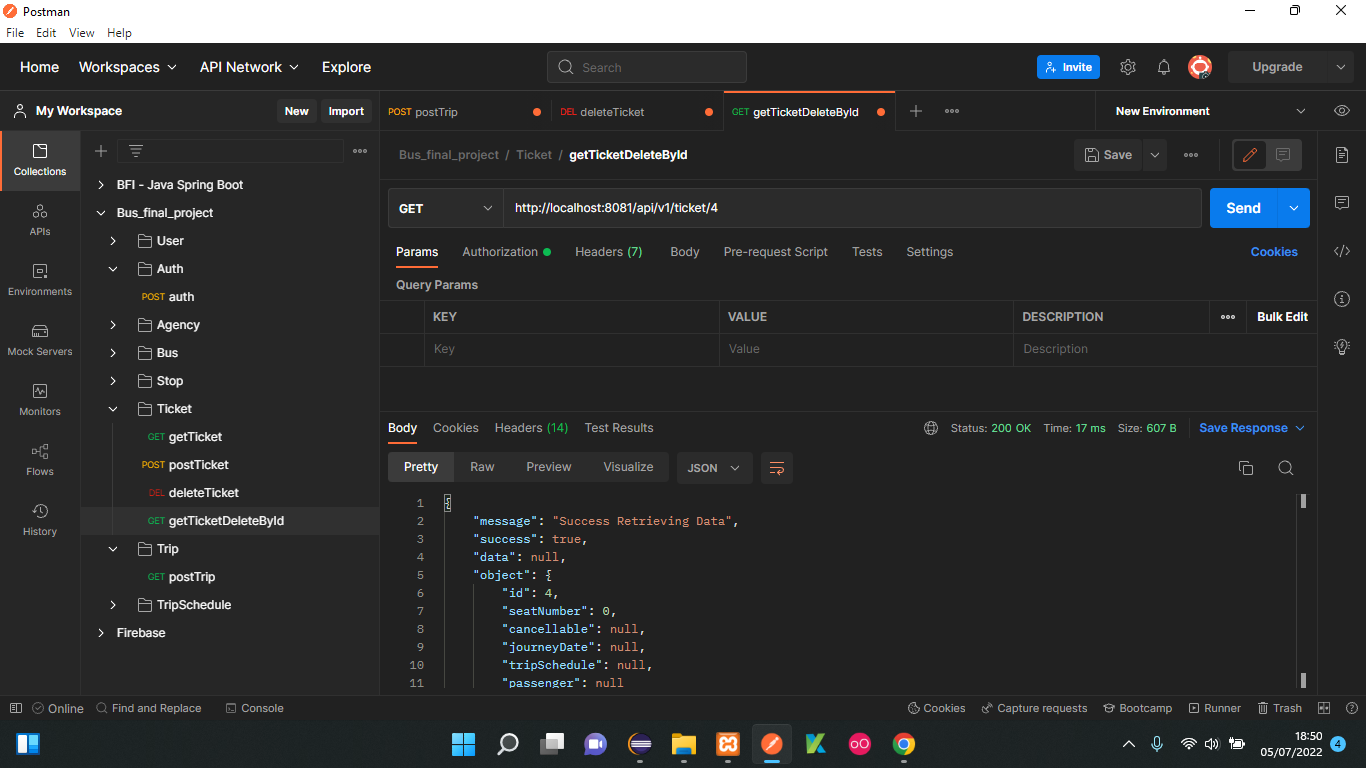 Postman
File Edit View Help
Home Workspaces API Network Explore Search Invite Upgrade
My Workspace New Import POST postTrip DEL deleteTicket GET getTicketDeleteById New Environment
Collections
APIs
Environments
Mock Servers
Monitors
Flows
History
BFI - Java Spring Boot
Bus_final_project
User
Auth
POST auth
Agency
Bus
Stop
Ticket
GET getTicket
POST postTicket
DEL deleteTicket
GET getTicketDeleteById
Trip
GET postTrip
TripSchedule
Firebase
Bus_final_project / Ticket / getTicketDeleteById Save
GET http://localhost:8081/api/v1/ticket/4 Send
Params Authorization Headers (7) Body Pre-request Script Tests Settings Cookies
Query Params
KEY VALUE DESCRIPTION Bulk Edit
Key Value Description
Body Cookies Headers (14) Test Results Status: 200 OK Time: 17 ms Size: 607 B Save Response
Pretty Raw Preview Visualize JSON
1 {
2 "message": "Success Retrieving Data",
3 "success": true,
4 "data": null,
5 "object": {
6 "id": 4,
7 "seatNumber": 0,
8 "cancellable": null,
9 "journeyDate": null,
10 "tripSchedule": null,
11 "passenger": null
Online Find and Replace Console Cookies Capture requests Bootcamp Runner Trash
18:50
05/07/2022 4